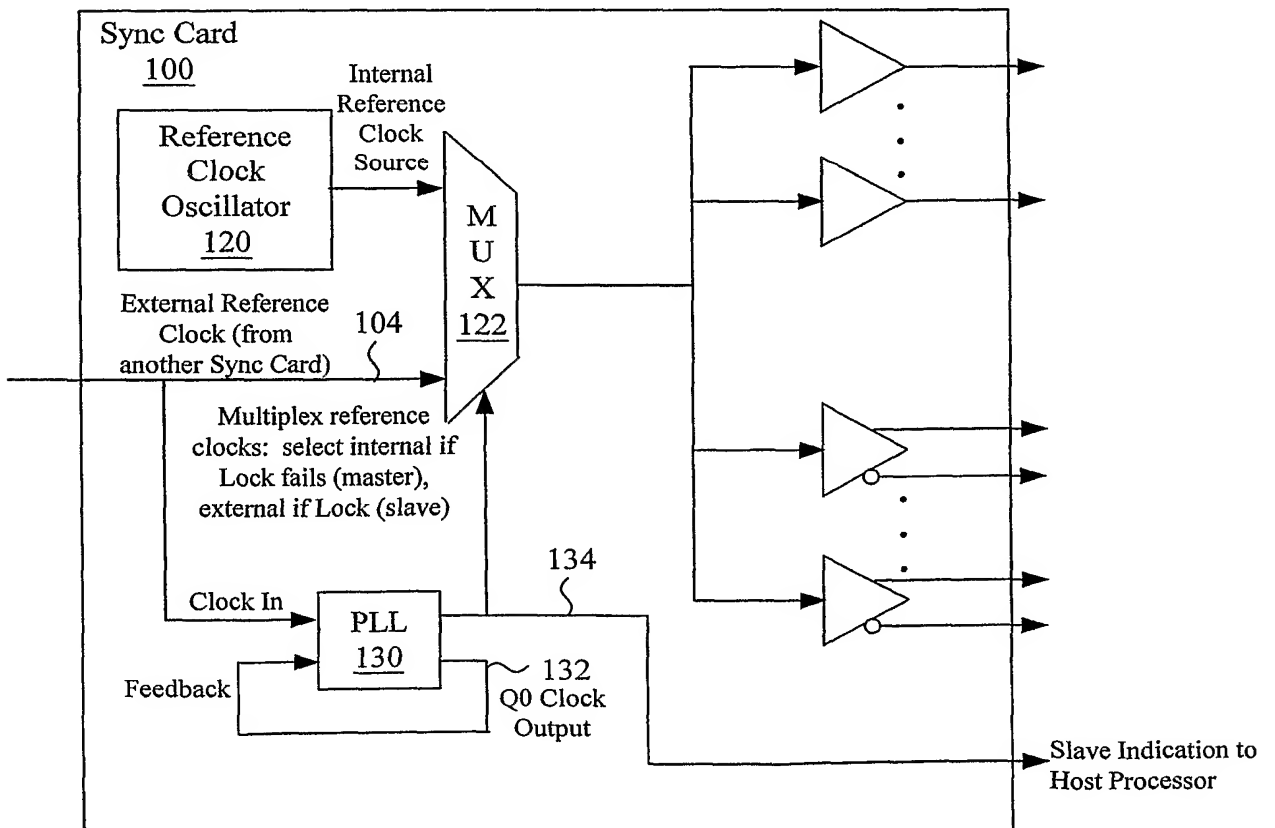 Sync Card
100
Internal
Reference
Clock
Source
Reference
Clock
Oscillator
120
M
U
X
122
External Reference
Clock (from
another Sync Card)
104
Multiplex reference
clocks: select internal if
Lock fails (master),
external if Lock (slave)
134
Clock In
PLL
130
132
Feedback
Q0 Clock
Output
Slave Indication to
Host Processor